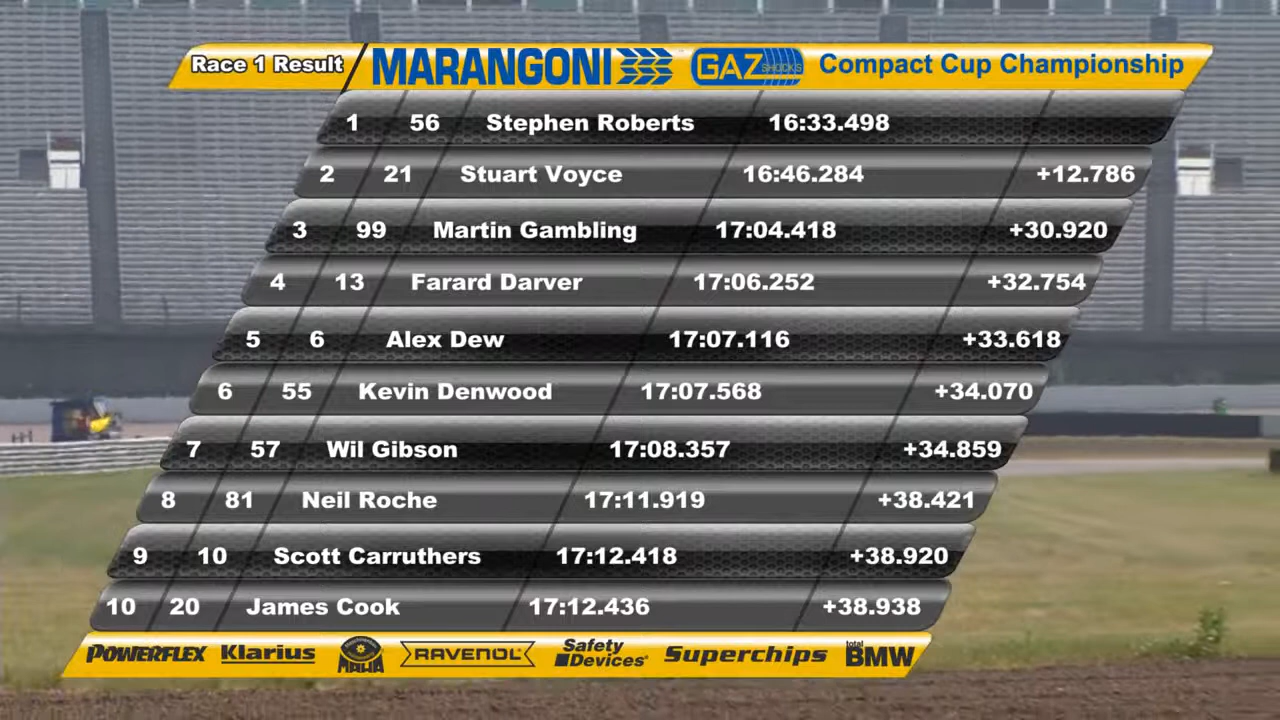 Race 1 Result MARANGONI GAZ SHOCKS Compact Cup Championship
1 56 Stephen Roberts 16:33.498
2 21 Stuart Voyce 16:46.284 +12.786
3 99 Martin Gambling 17:04.418 +30.920
4 13 Farard Darver 17:06.252 +32.754
5 6 Alex Dew 17:07.116 +33.618
6 55 Kevin Denwood 17:07.568 +34.070
7 57 Wil Gibson 17:08.357 +34.859
8 81 Neil Roche 17:11.919 +38.421
9 10 Scott Carruthers 17:12.418 +38.920
10 20 James Cook 17:12.436 +38.938
POWERFLEX Klarius MAHA RAVENOL Safety Devices Superchips total BMW